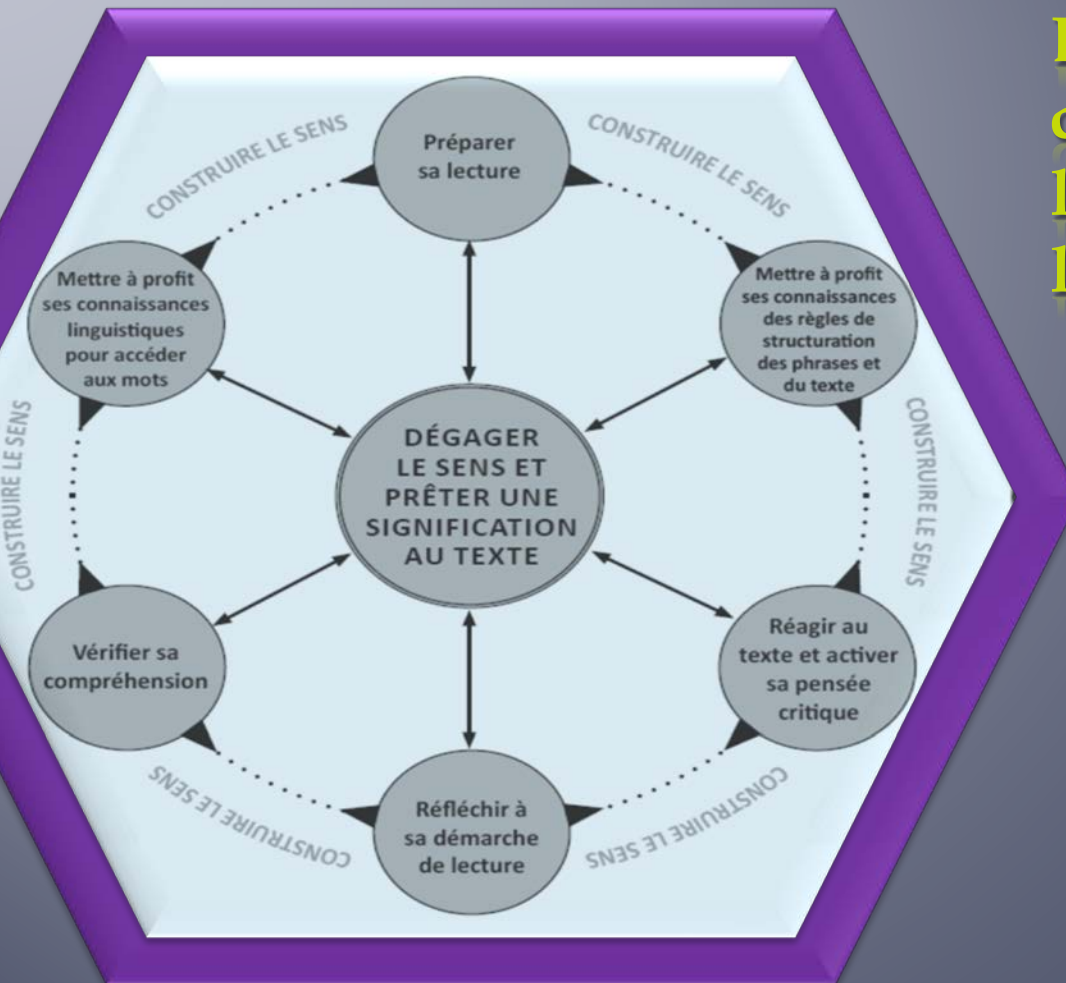 CONSTRUIRE LE SENS
CONSTRUIRE LE SENS
Préparer
sa lecture
Mettre à profit
ses connaissances
linguistiques
pour accéder
aux mots
Mettre à profit
ses connaissances
des règles de
structuration
des phrases et
du texte
CONSTRUIRE LE SENS
CONSTRUIRE LE SENS
DÉGAGER
LE SENS ET
PRÊTER UNE
SIGNIFICATION
AU TEXTE
Vérifier sa
compréhension
Réagir au
texte et activer
sa pensée
critique
CONSTRUIRE LE SENS
CONSTRUIRE LE SENS
Réfléchir à
sa démarche
de lecture